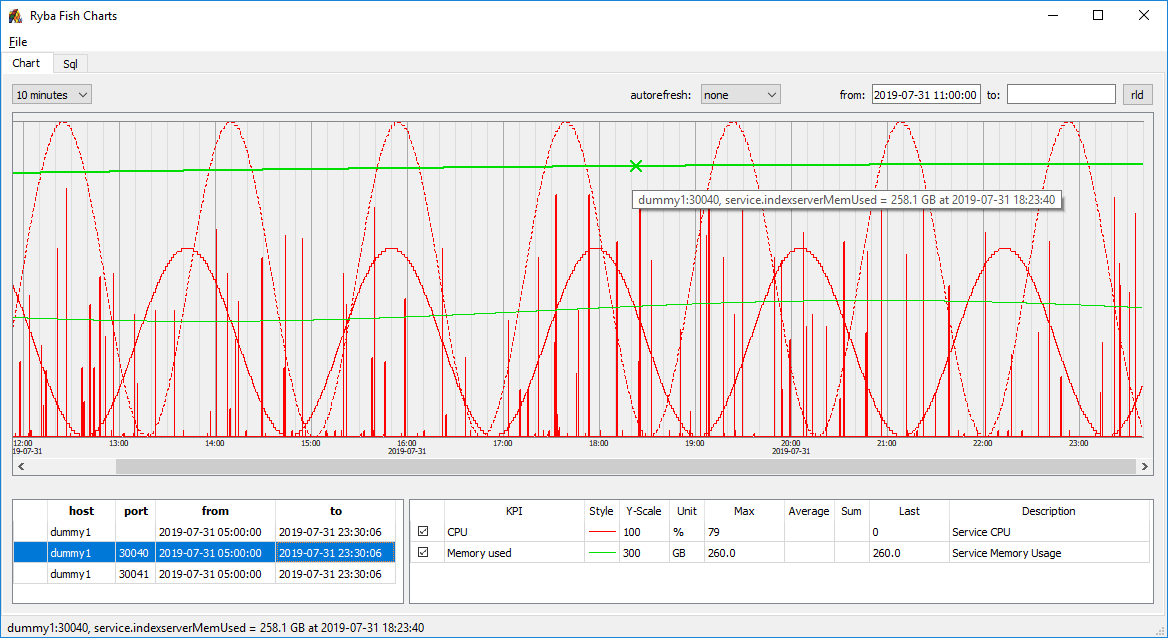 Ryba Fish Charts
File
Chart Sql
10 minutes autorefresh: none from: 2019-07-31 11:00:00 to: rld
dummy1:30040, service.indexserverMemUsed = 258.1 GB at 2019-07-31 18:23:40
12:00 13:00 14:00 15:00 16:00 17:00 18:00 19:00 20:00 21:00 22:00 23:00
19-07-31 2019-07-31 2019-07-31
host port from to
dummy1 2019-07-31 05:00:00 2019-07-31 23:30:06
dummy1 30040 2019-07-31 05:00:00 2019-07-31 23:30:06
dummy1 30041 2019-07-31 05:00:00 2019-07-31 23:30:06
KPI Style Y-Scale Unit Max Average Sum Last Description
CPU 100 % 79 0 Service CPU
Memory used 300 GB 260.0 260.0 Service Memory Usage
dummy1:30040, service.indexserverMemUsed = 258.1 GB at 2019-07-31 18:23:40